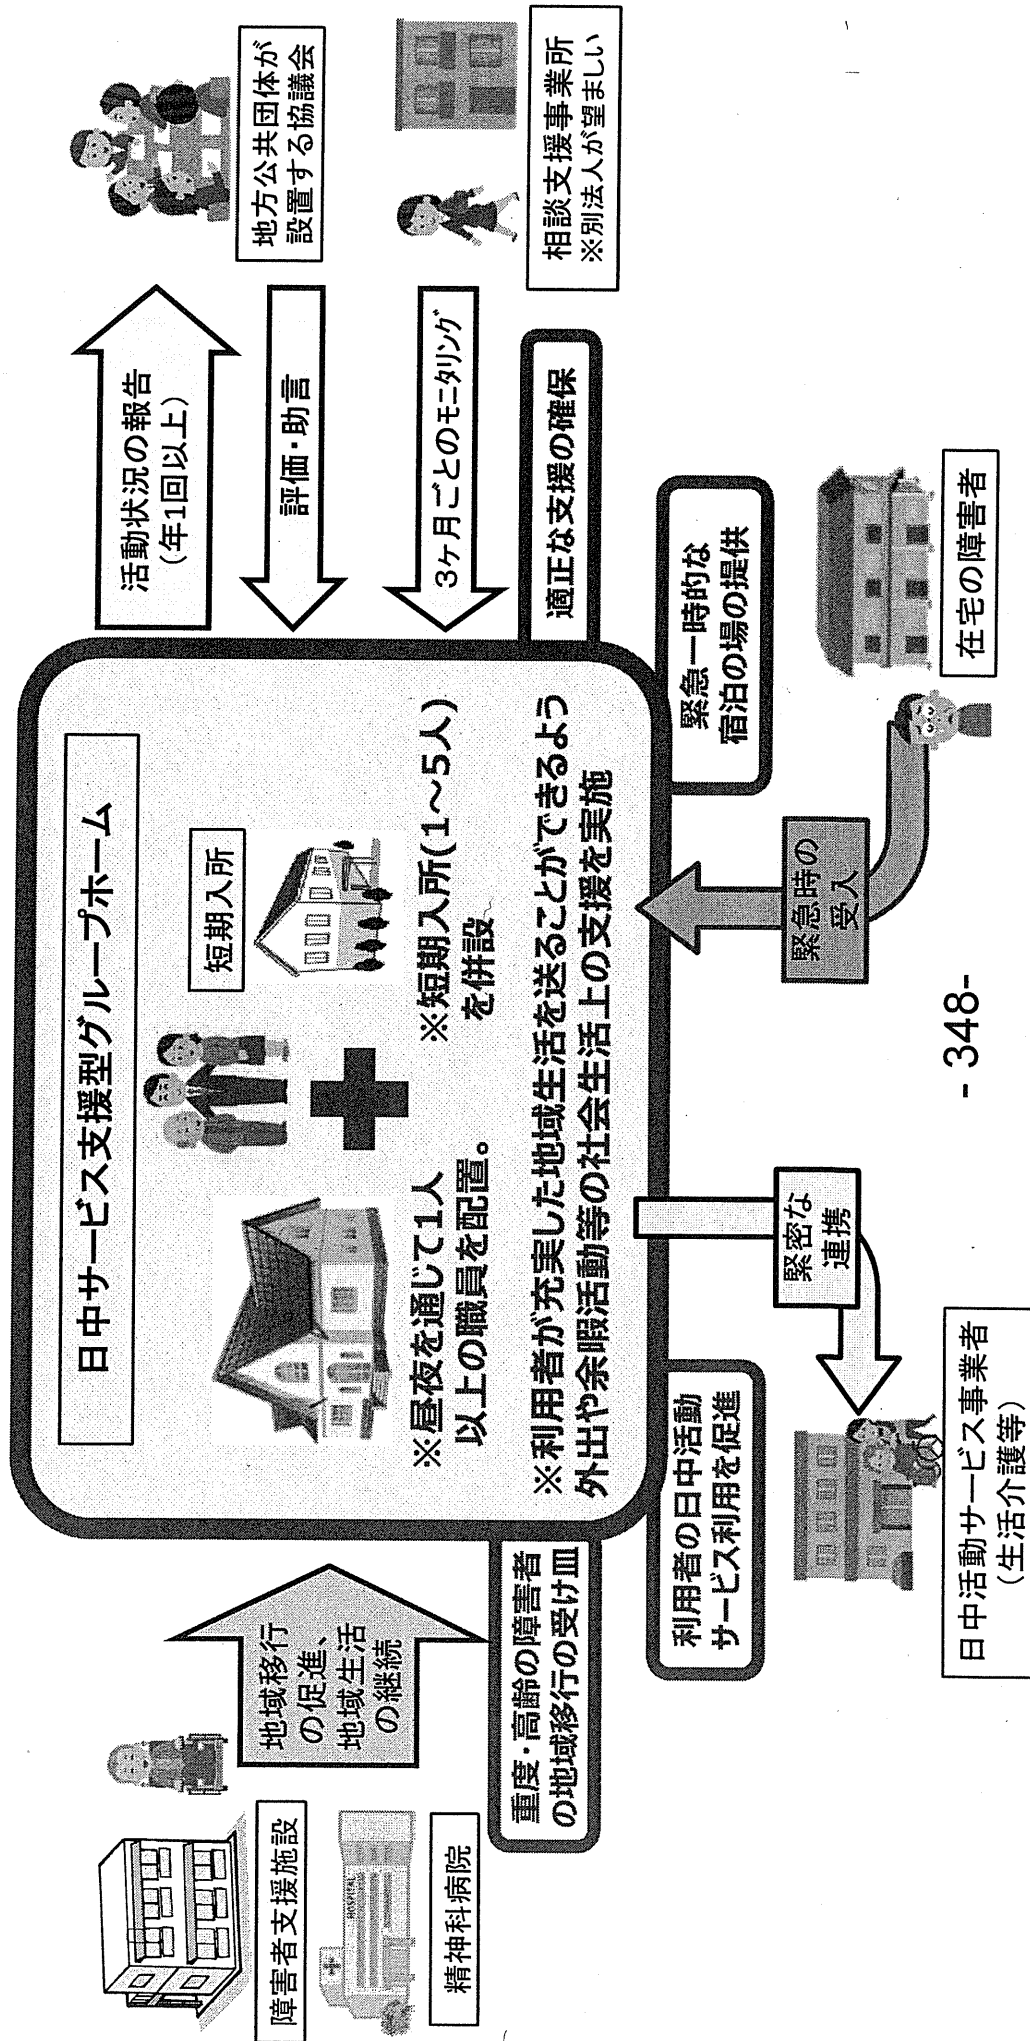 日中サービス支援型グループホーム
短期入所
※昼夜を通じて1人
以上の職員を配置。
※短期入所(1～5人)
を併設
※利用者が充実した地域生活を送ることができるよう
外出や余暇活動等の社会生活上の支援を実施
障害者支援施設
HOSPITAL
精神科病院
地域移行
の促進、
地域生活
の継続
重度・高齢の障害者
の地域移行の受け皿
活動状況の報告
(年1回以上)
評価・助言
3ヶ月ごとのモニタリング
適正な支援の確保
地方公共団体が
設置する協議会
相談支援事業所
※別法人が望ましい
利用者の日中活動
サービス利用を促進
緊密な
連携
日中活動サービス事業者
(生活介護等)
緊急一時的な
宿泊の場の提供
緊急時の
受入
在宅の障害者
- 348-